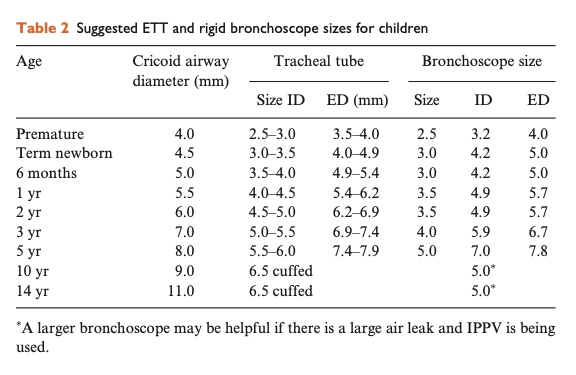 Table 2 Suggested ETT and rigid bronchoscope sizes for children
Age Cricoid airway diameter (mm) Tracheal tube Bronchoscope size
Size ID ED (mm) Size ID ED
Premature 4.0 2.5–3.0 3.5–4.0 2.5 3.2 4.0
Term newborn 4.5 3.0–3.5 4.0–4.9 3.0 4.2 5.0
6 months 5.0 3.5–4.0 4.9–5.4 3.0 4.2 5.0
1 yr 5.5 4.0–4.5 5.4–6.2 3.5 4.9 5.7
2 yr 6.0 4.5–5.0 6.2–6.9 3.5 4.9 5.7
3 yr 7.0 5.0–5.5 6.9–7.4 4.0 5.9 6.7
5 yr 8.0 5.5–6.0 7.4–7.9 5.0 7.0 7.8
10 yr 9.0 6.5 cuffed 5.0*
14 yr 11.0 6.5 cuffed 5.0*
*A larger bronchoscope may be helpful if there is a large air leak and IPPV is being
used.